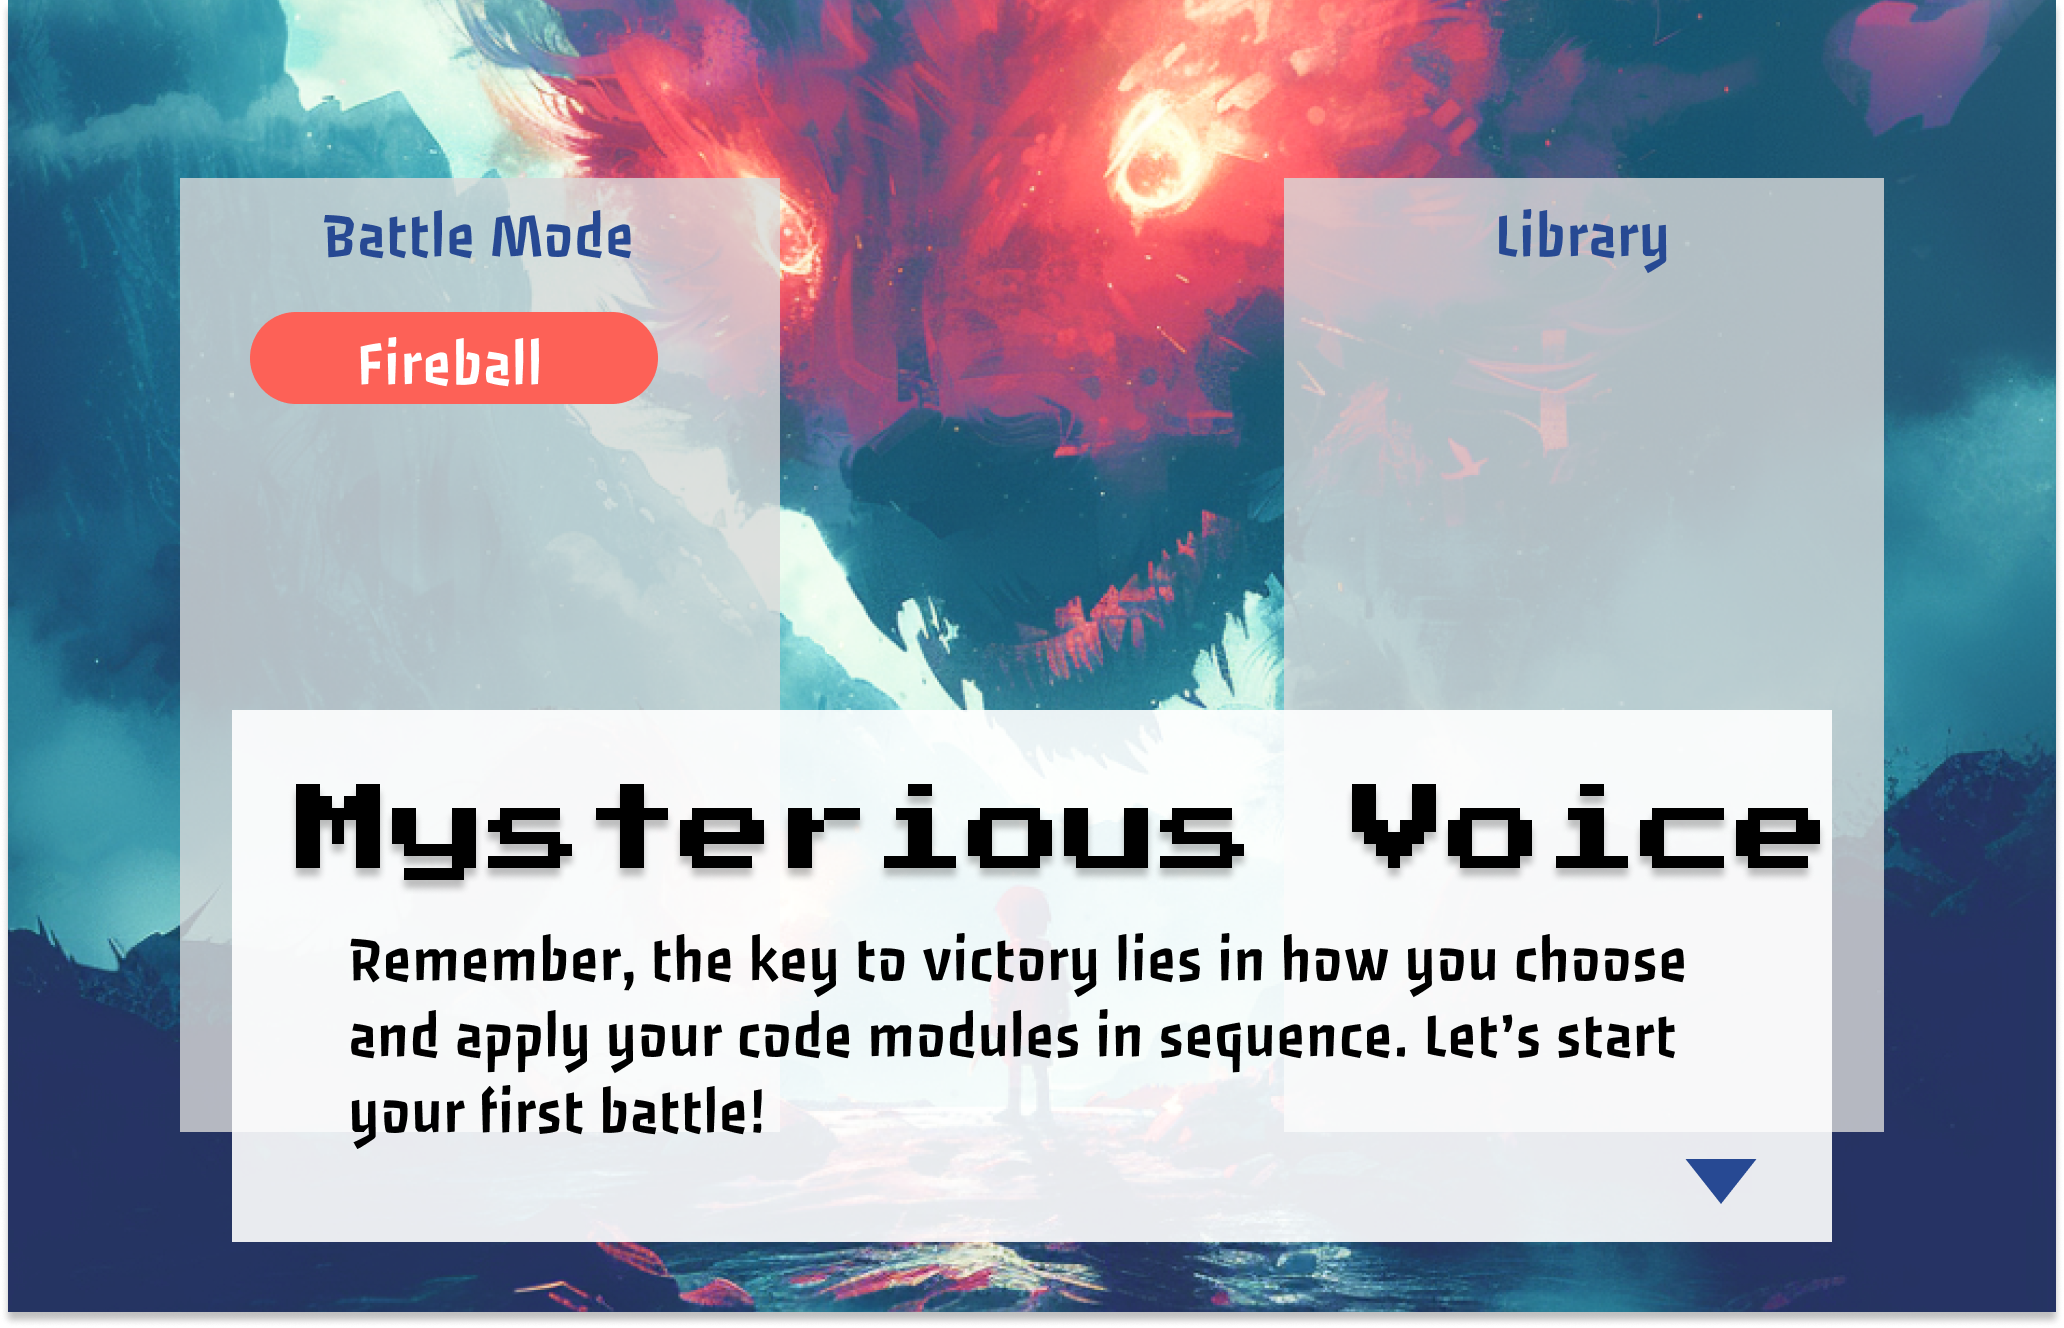 Battle Mode
Library
Fireball
Mysterious Voice
Remember, the key to victory lies in how you choose
and apply your code modules in sequence. Let's start
your first battle!